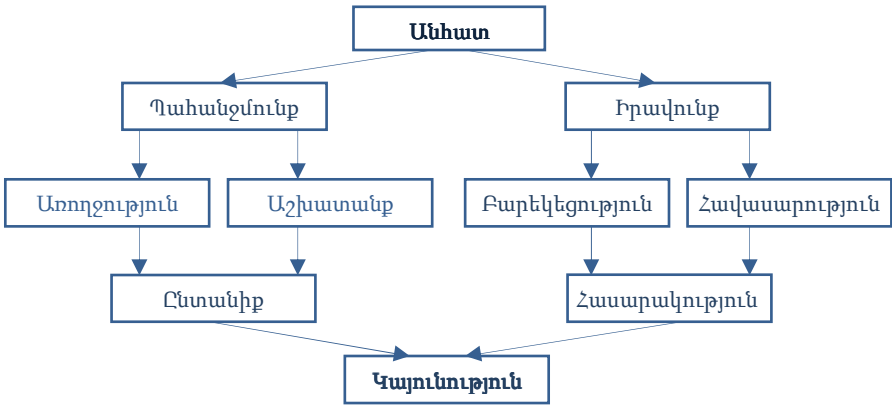 Անհատ
Պահանջմունք
Իրավունք
Առողջություն
Աշխատանք
Բարեկեցություն
Հավասարություն
Ընտանիք
Հասարակություն
Կայունություն